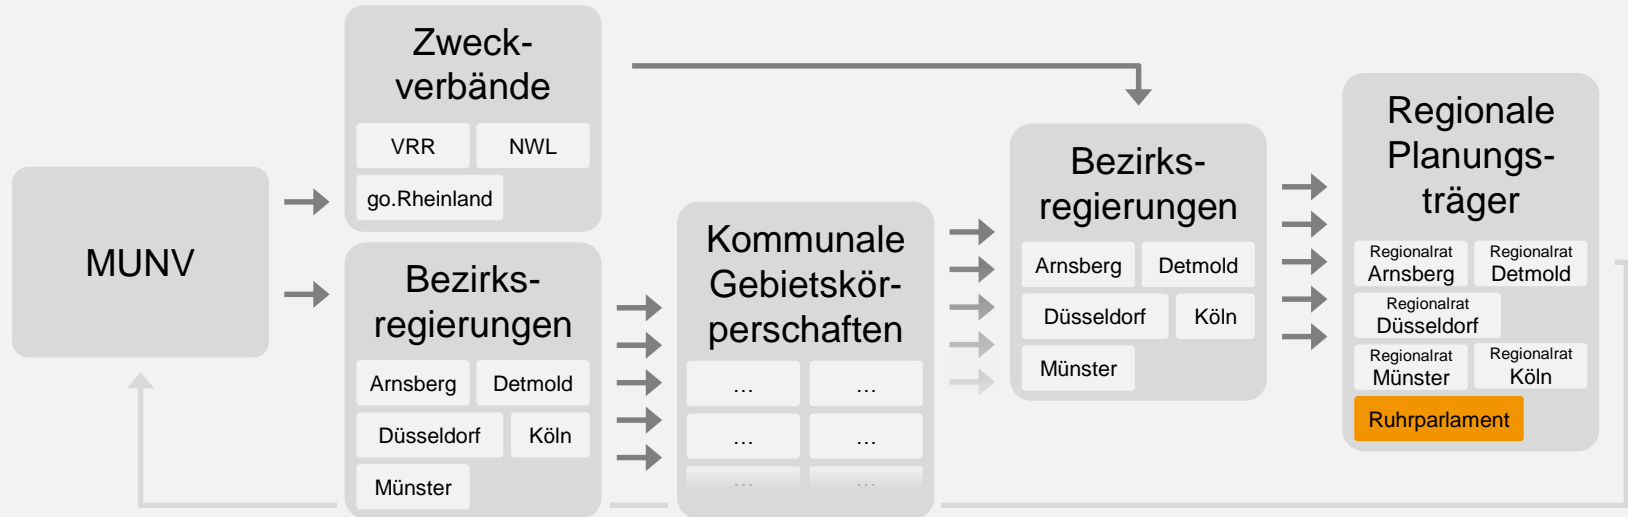 MUNV
Zweck-
verbände
VRR
NWL
go.Rheinland
Bezirks-
regierungen
Arnsberg
Detmold
Düsseldorf
Köln
Münster
Kommunale
Gebietskör-
perschaften
...
...
...
...
...
...
Bezirks-
regierungen
Arnsberg
Detmold
Düsseldorf
Köln
Münster
Regionale
Planungs-
träger
Regionalrat
Arnsberg
Regionalrat
Detmold
Regionalrat
Düsseldorf
Regionalrat
Münster
Regionalrat
Köln
Ruhrparlament